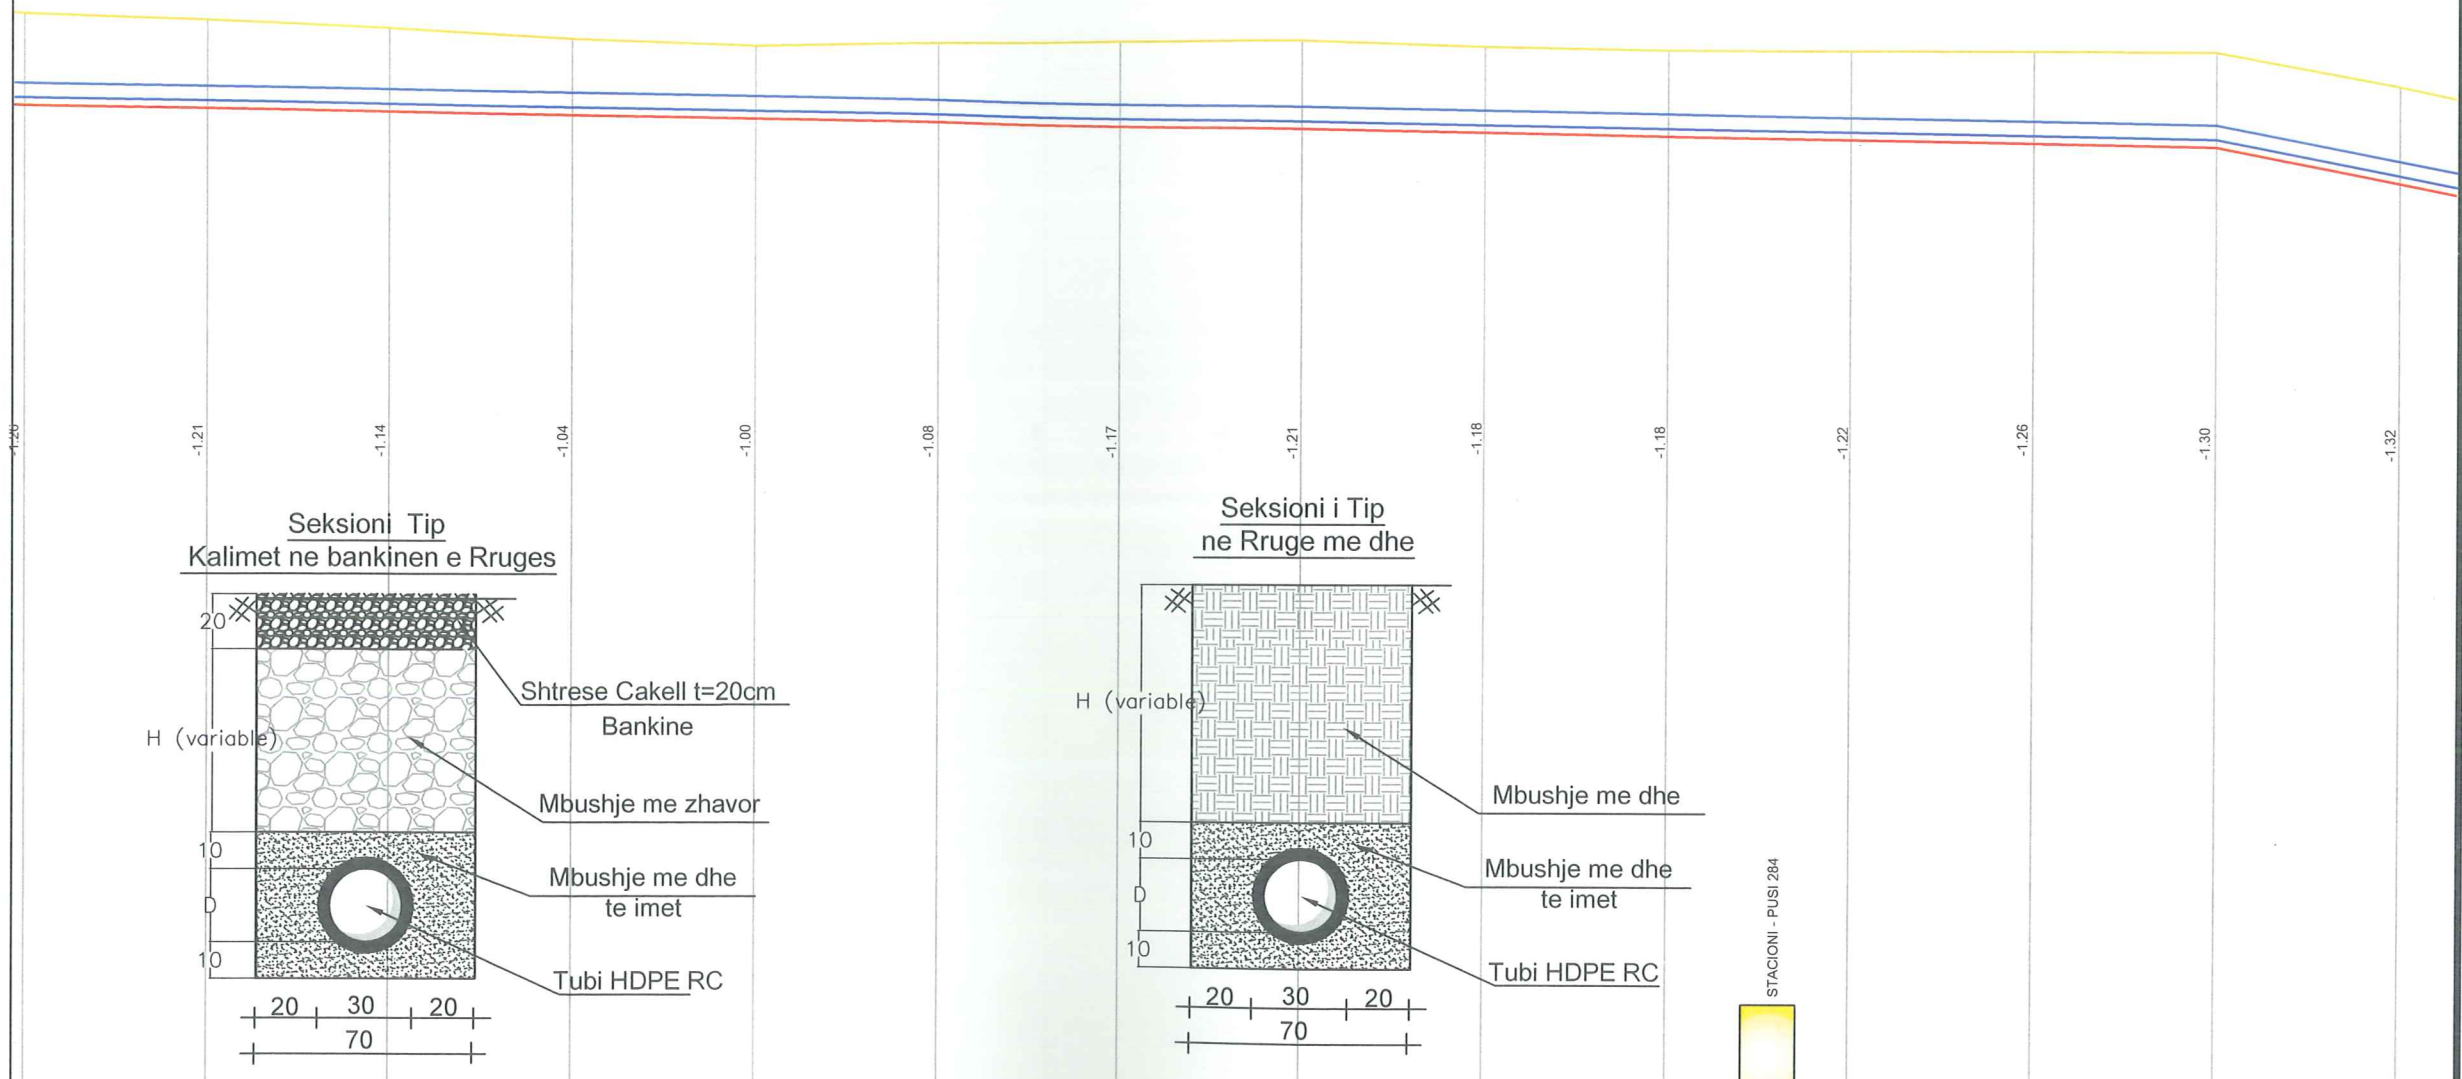 -1.21
-1.14
-1.04
-1.00
-1.08
-1.17
-1.21
-1.18
-1.18
-1.22
-1.26
-1.30
-1.32
Seksioni Tip
Kalimet ne bankinen e Rruges
20
H (variable)
10
D
10
Shtrese Cakell t=20cm
Bankine
Mbushje me zhavor
Mbushje me dhe
te imet
Tubi HDPE RC
20 30 20
70
Seksioni i Tip
ne Rruge me dhe
H (variable)
10
D
10
Mbushje me dhe
Mbushje me dhe
te imet
Tubi HDPE RC
20 30 20
70
STACIONI - PUSI 284